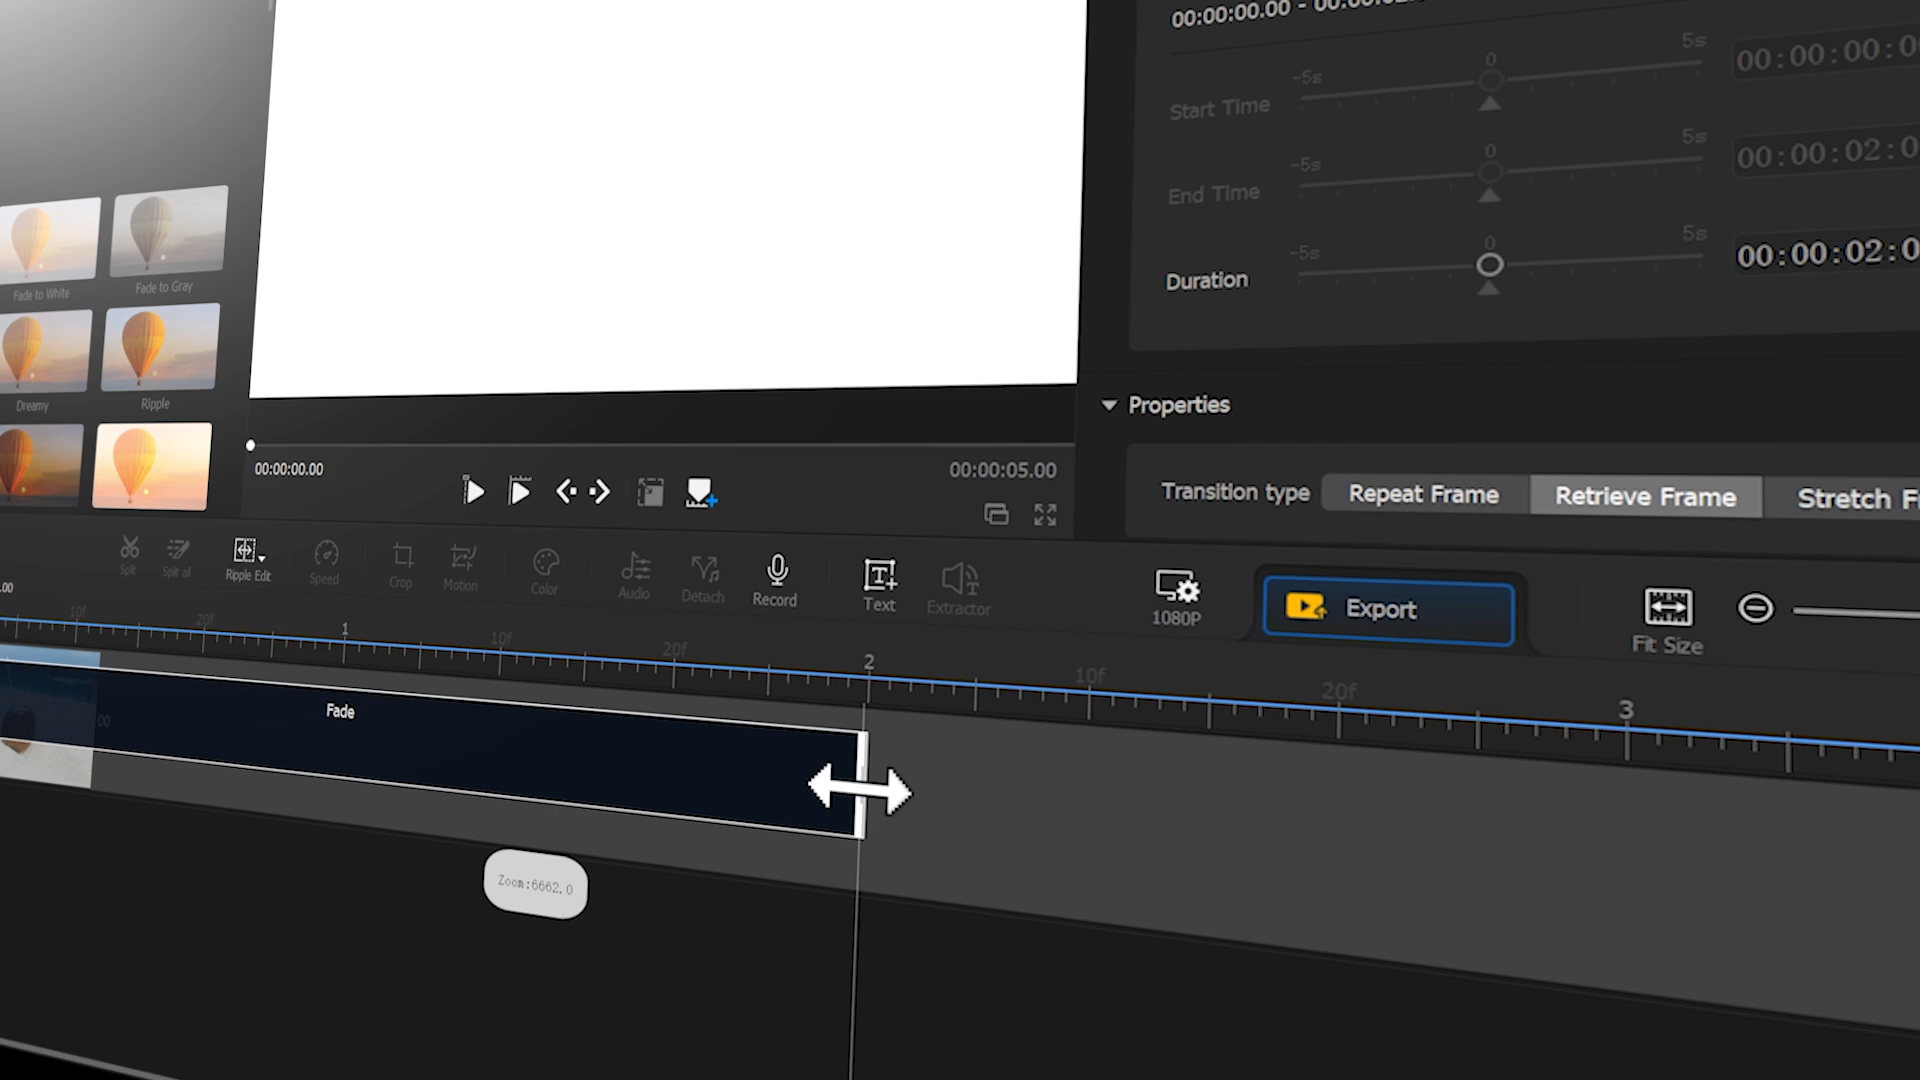 00:00:00.00
-5s
0
5s
00:00:00:0
Start Time
-5s
0
5s
00:00:02:0
End Time
-5s
0
5s
00:00:02:0
Duration
Fade to White
Fade to Gray
Dreamy
Ripple
Properties
00:00:00.00
00:00:05.00
Transition type
Repeat Frame
Retrieve Frame
Stretch
Split
Split all
Ripple Edit
Speed
Crop
Motion
Color
Audio
Detach
Record
Text
Extractor
1080P
Export
Fit Size
.00
10f
20f
1
10f
20f
2
10f
20f
3
00
Fade
Zoom:6662.0